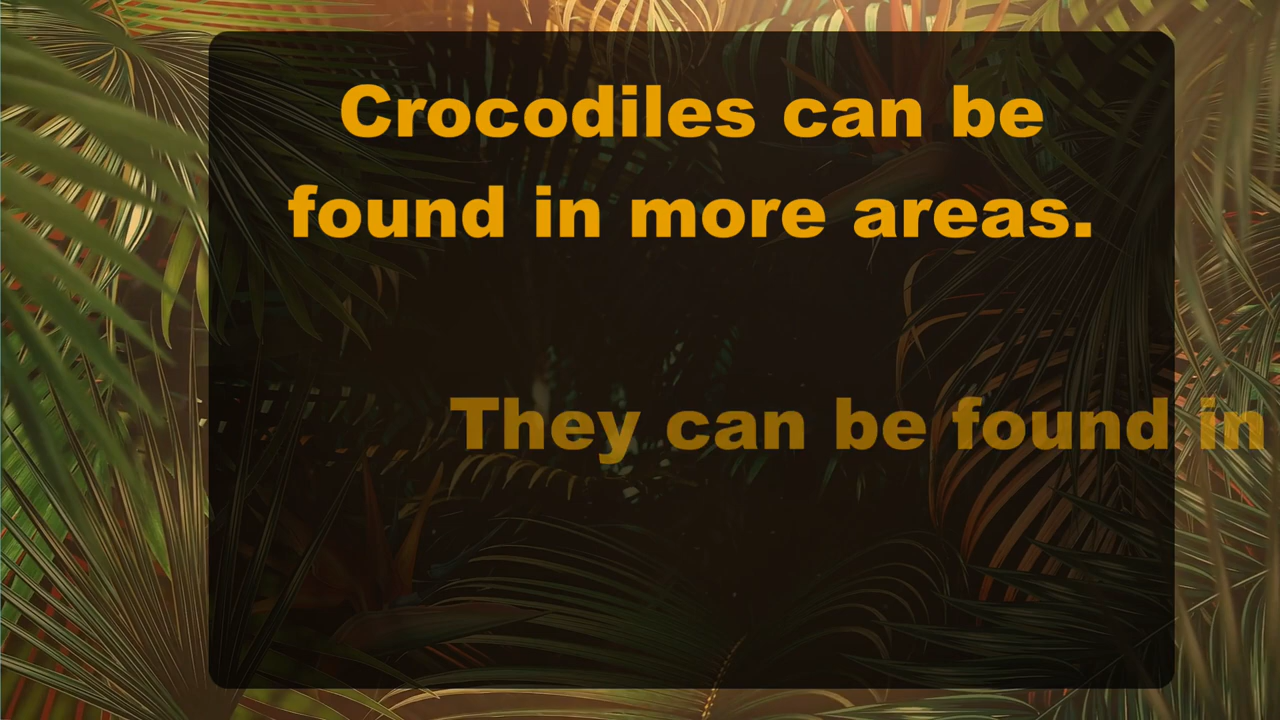 Crocodiles can be
found in more areas.
They can be found in